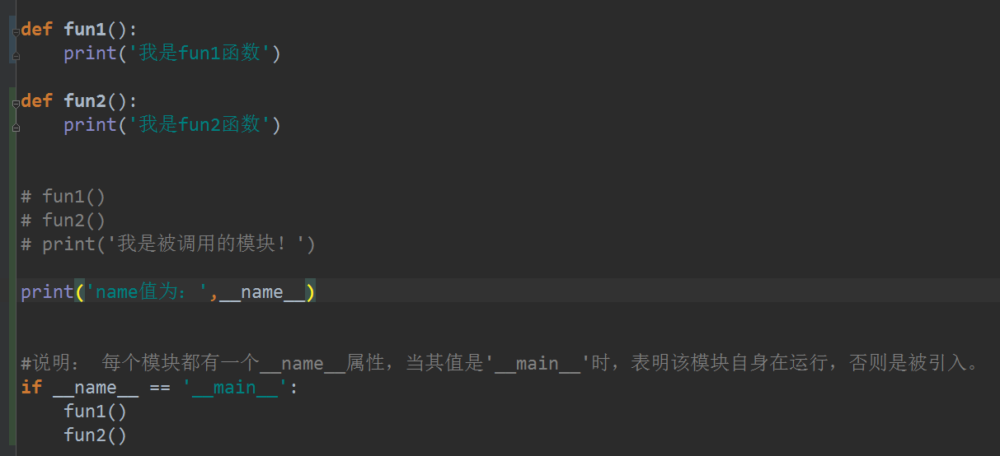 def fun1():
    print('我是fun1函数')
def fun2():
    print('我是fun2函数')
# fun1()
# fun2()
# print('我是被调用的模块！')
print('name值为：',__name__)
#说明： 每个模块都有一个__name__属性，当其值是'__main__'时，表明该模块自身在运行，否则是被引入。
if __name__ == '__main__':
    fun1()
    fun2()